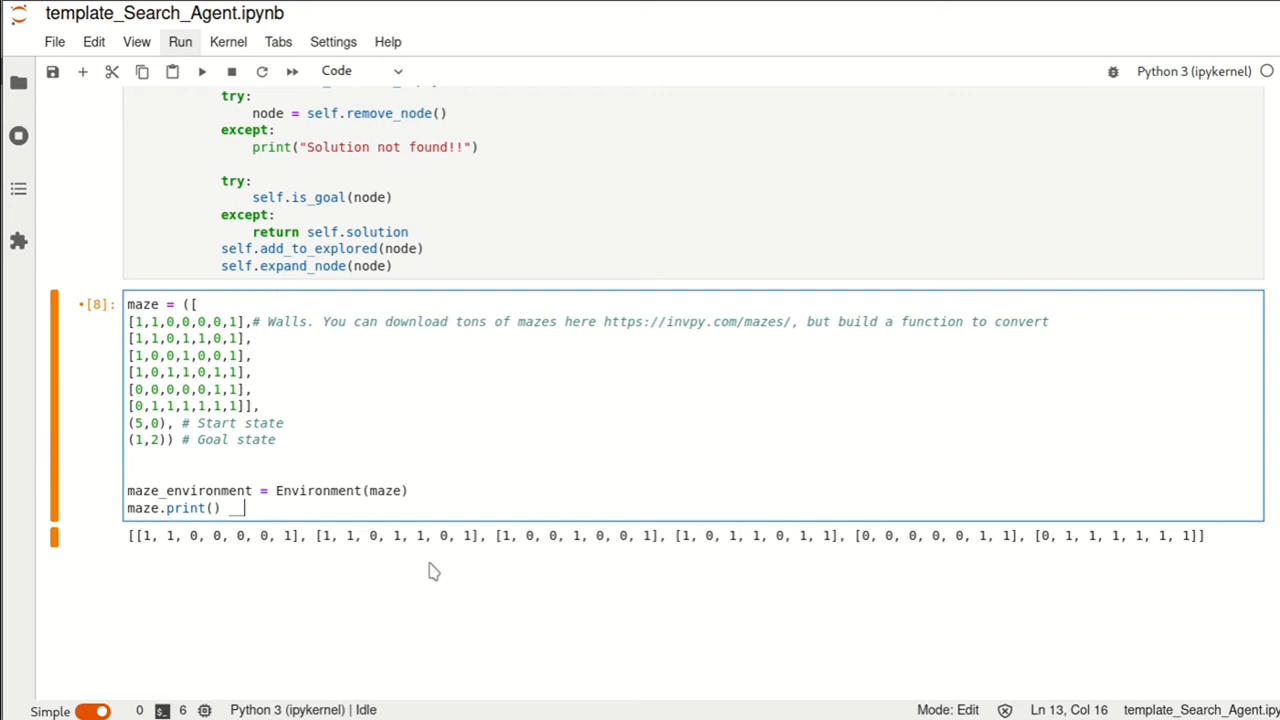 template_Search_Agent.ipynb
File Edit View Run Kernel Tabs Settings Help
Code
Python 3 (ipykernel)
try:
node = self.remove_node()
except:
print("Solution not found!!")
try:
self.is_goal(node)
except:
return self.solution
self.add_to_explored(node)
self.expand_node(node)
[8]:
maze = ([
[1,1,0,0,0,0,1],# Walls. You can download tons of mazes here https://invpy.com/mazes/, but build a function to convert
[1,1,0,1,1,0,1],
[1,0,0,1,0,0,1],
[1,0,1,1,0,1,1],
[0,0,0,0,0,1,1],
[0,1,1,1,1,1,1]],
(5,0), # Start state
(1,2)) # Goal state
maze_environment = Environment(maze)
maze.print() __
[[1, 1, 0, 0, 0, 0, 1], [1, 1, 0, 1, 1, 0, 1], [1, 0, 0, 1, 0, 0, 1], [1, 0, 1, 1, 0, 1, 1], [0, 0, 0, 0, 0, 1, 1], [0, 1, 1, 1, 1, 1, 1]]
Simple 0 6 Python 3 (ipykernel) | Idle Mode: Edit Ln 13, Col 16 template_Search_Agent.ipy